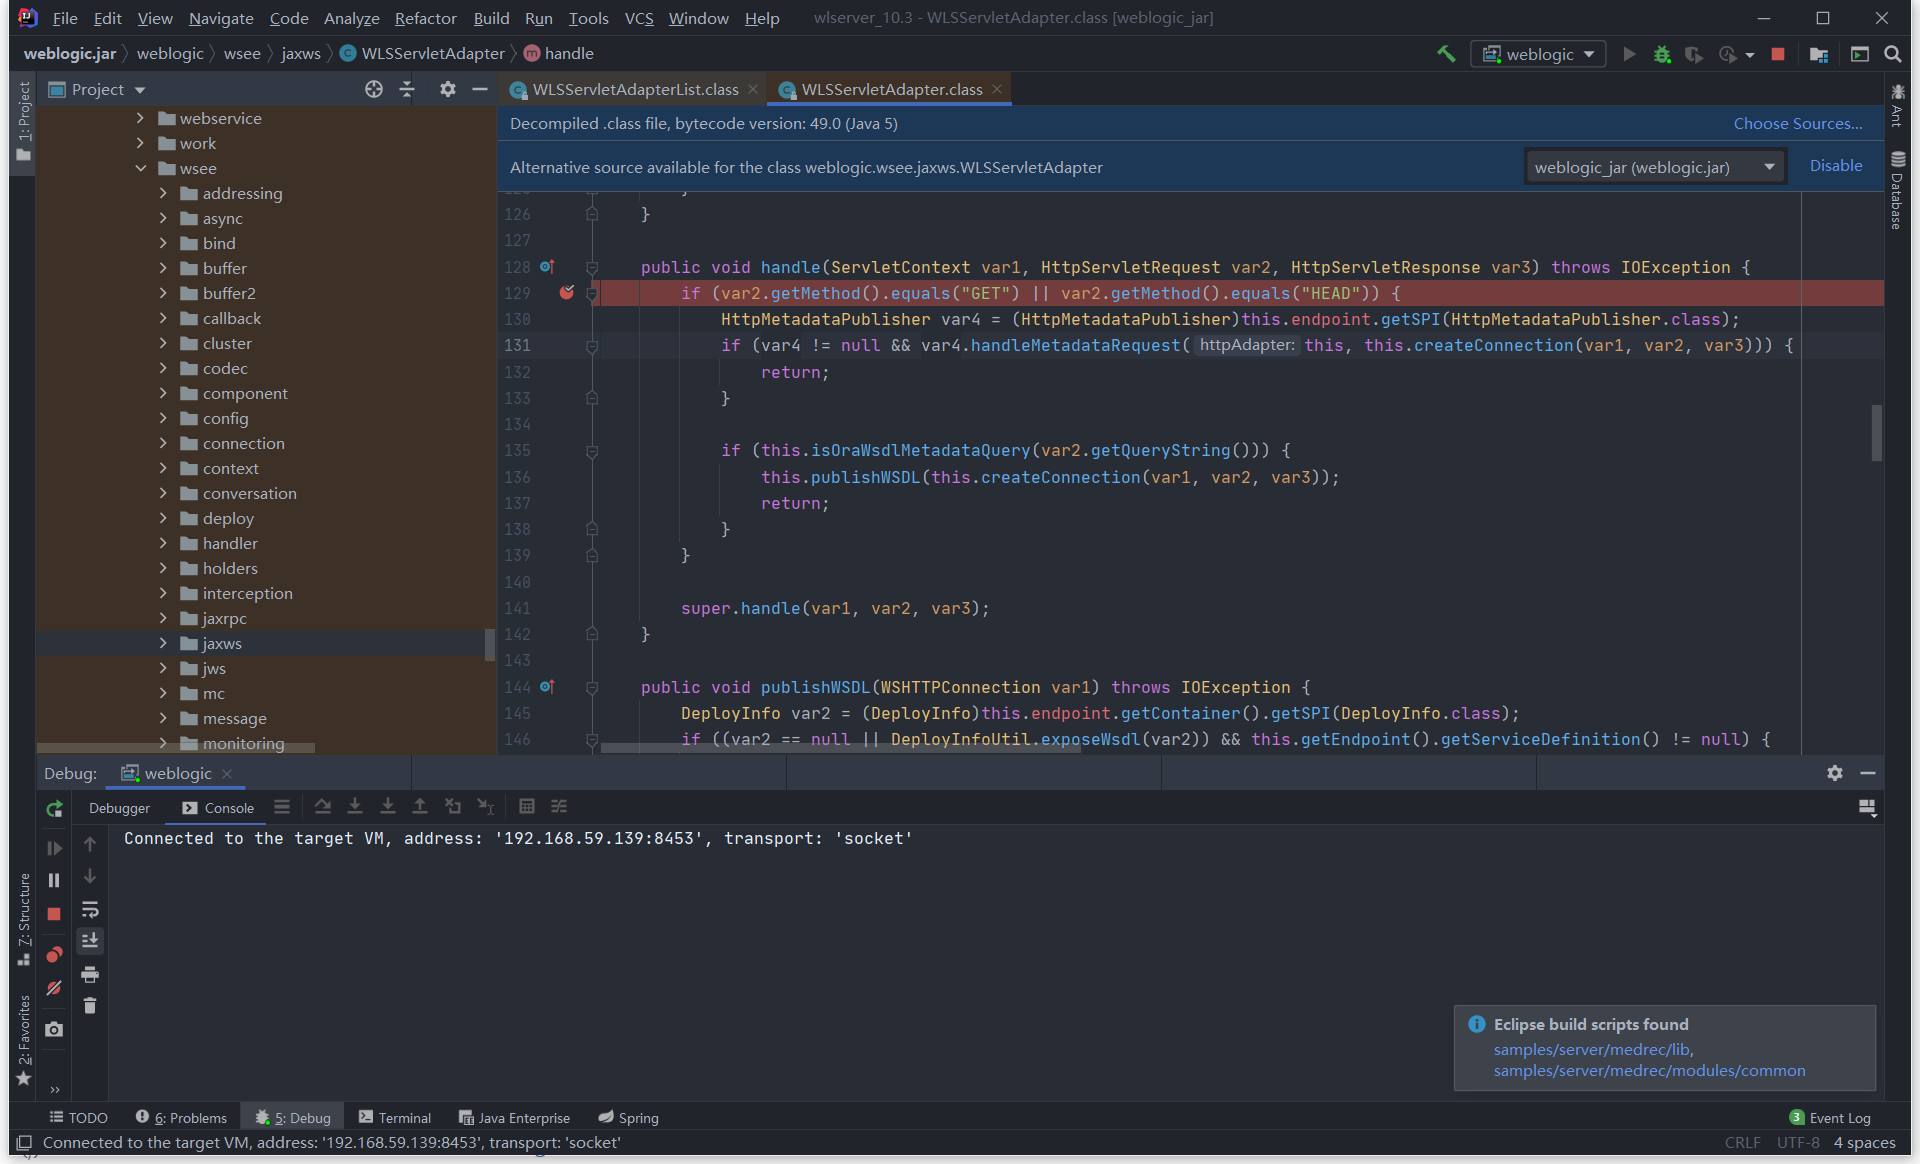 File Edit View Navigate Code Analyze Refactor Build Run Tools VCS Window Help wlserver_10.3 - WLSServletAdapter.class [weblogic_jar]
weblogic.jar weblogic wsee jaxws WLSServletAdapter handle
weblogic
1: Project
Project
webservice
work
wsee
addressing
async
bind
buffer
buffer2
callback
cluster
codec
component
config
connection
context
conversation
deploy
handler
holders
interception
jaxrpc
jaxws
jws
mc
message
monitoring
WLSServletAdapterList.class
WLSServletAdapter.class
Decompiled .class file, bytecode version: 49.0 (Java 5) Choose Sources...
Alternative source available for the class weblogic.wsee.jaxws.WLSServletAdapter weblogic_jar (weblogic.jar) Disable
126 }
127
128 public void handle(ServletContext var1, HttpServletRequest var2, HttpServletResponse var3) throws IOException {
129 if (var2.getMethod().equals("GET") || var2.getMethod().equals("HEAD")) {
130 HttpMetadataPublisher var4 = (HttpMetadataPublisher)this.endpoint.getSPI(HttpMetadataPublisher.class);
131 if (var4 != null && var4.handleMetadataRequest( httpAdapter: this, this.createConnection(var1, var2, var3))) {
132 return;
133 }
134
135 if (this.isOraWsdlMetadataQuery(var2.getQueryString())) {
136 this.publishWSDL(this.createConnection(var1, var2, var3));
137 return;
138 }
139 }
140
141 super.handle(var1, var2, var3);
142 }
143
144 public void publishWSDL(WSHTTPConnection var1) throws IOException {
145 DeployInfo var2 = (DeployInfo)this.endpoint.getContainer().getSPI(DeployInfo.class);
146 if ((var2 == null || DeployInfoUtil.exposeWsdl(var2)) && this.getEndpoint().getServiceDefinition() != null) {
Ant
Database
Debug: weblogic
Debugger Console
Connected to the target VM, address: '192.168.59.139:8453', transport: 'socket'
7: Structure
2: Favorites
Eclipse build scripts found
samples/server/medrec/lib,
samples/server/medrec/modules/common
TODO 6: Problems 5: Debug Terminal Java Enterprise Spring 3 Event Log
Connected to the target VM, address: '192.168.59.139:8453', transport: 'socket' CRLF UTF-8 4 spaces